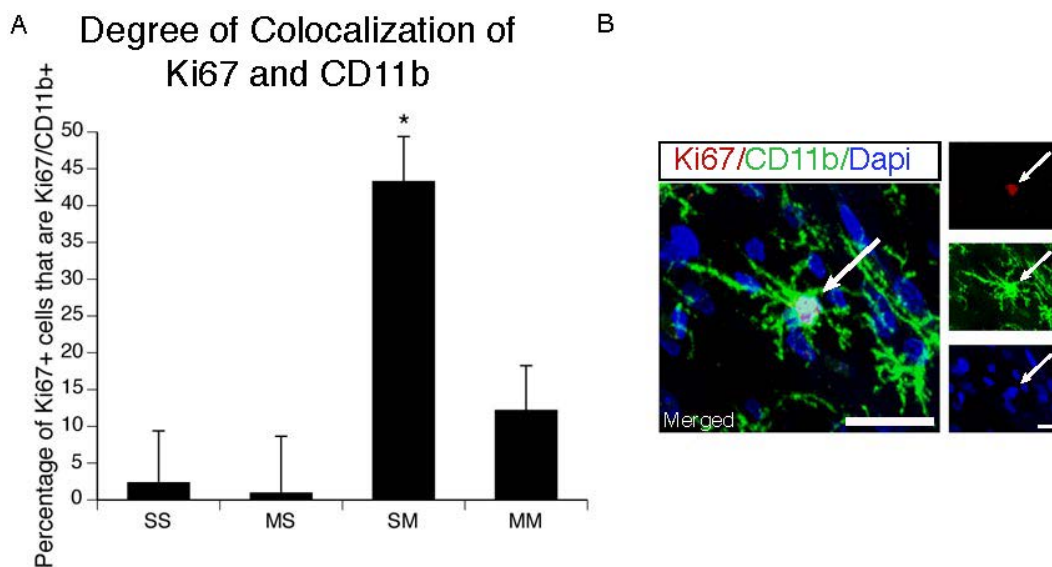 A
Degree of Colocalization of
Ki67 and CD11b
Percentage of Ki67+ cells that are Ki67/CD11b+
50
45
40
35
30
25
20
15
10
5
0
*
SS MS SM MM
B
Ki67/CD11b/Dapi
Merged